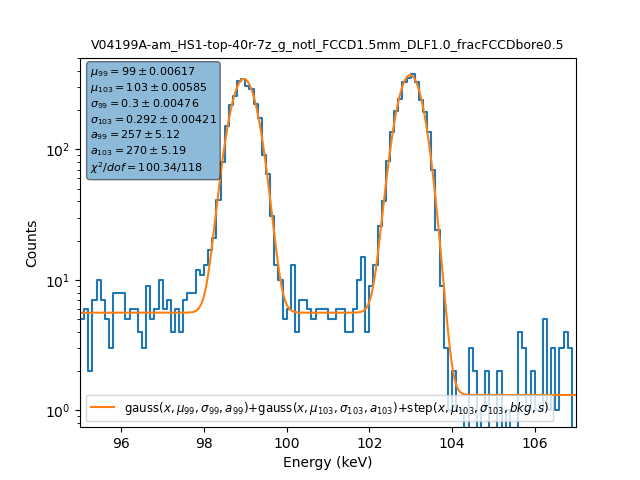 V04199A-am_HS1-top-40r-7z_g_notl_FCCD1.5mm_DLF1.0_fracFCCDbore0.5
μ₉₉ = 99 ± 0.00617
μ₁₀₃ = 103 ± 0.00585
σ₉₉ = 0.3 ± 0.00476
σ₁₀₃ = 0.292 ± 0.00421
a₉₉ = 257 ± 5.12
a₁₀₃ = 270 ± 5.19
χ²/dof = 100.34/118
10²
10¹
10⁰
Counts
gauss(x, μ₉₉, σ₉₉, a₉₉)+gauss(x, μ₁₀₃, σ₁₀₃, a₁₀₃)+step(x, μ₁₀₃, σ₁₀₃, bkg, s)
96 98 100 102 104 106
Energy (keV)